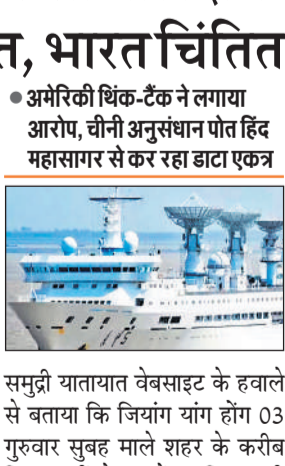 त, भारत चिंतित
● अमेरिकी थिंक-टैंक ने लगाया
आरोप, चीनी अनुसंधान पोत हिंद
महासागर से कर रहा डाटा एकत्र
समुद्री यातायात वेबसाइट के हवाले
से बताया कि जियांग यांग होंग 03
गुरुवार सुबह माले शहर के करीब